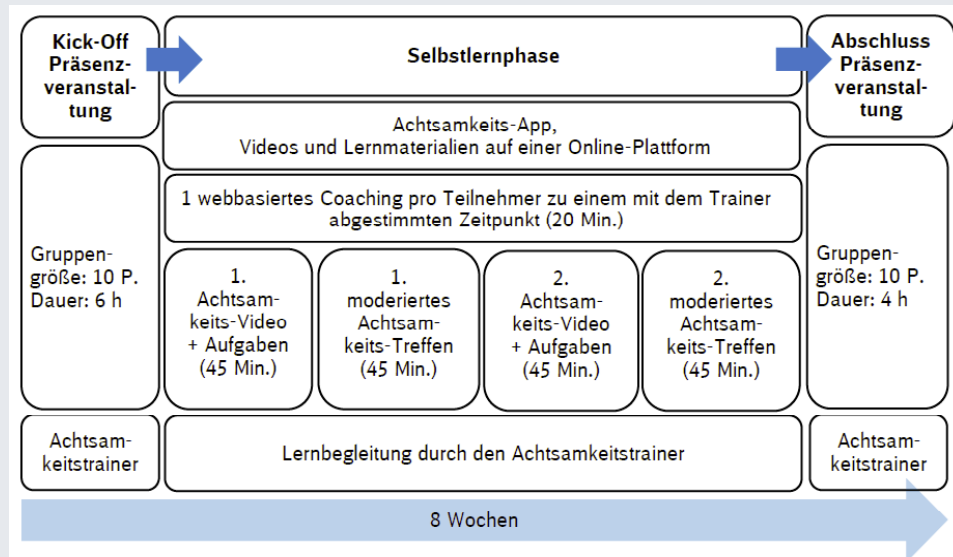 Kick-Off
Präsenz-
veranstal-
tung
Selbstlernphase
Abschluss
Präsenz-
veranstal-
tung
Achtsamkeits-App,
Videos und Lernmaterialien auf einer Online-Plattform
1 webbasiertes Coaching pro Teilnehmer zu einem mit dem Trainer
abgestimmten Zeitpunkt (20 Min.)
Gruppen-
größe: 10 P.
Dauer: 6 h
1.
Achtsam-
keits-Video
+ Aufgaben
(45 Min.)
1.
moderiertes
Achtsam-
keits-Treffen
(45 Min.)
2.
Achtsam-
keits-Video
+ Aufgaben
(45 Min.)
2.
moderiertes
Achtsam-
keits-Treffen
(45 Min.)
Gruppen-
größe: 10 P.
Dauer: 4 h
Achtsam-
keitstrainer
Lernbegleitung durch den Achtsamkeitstrainer
Achtsam-
keitstrainer
8 Wochen